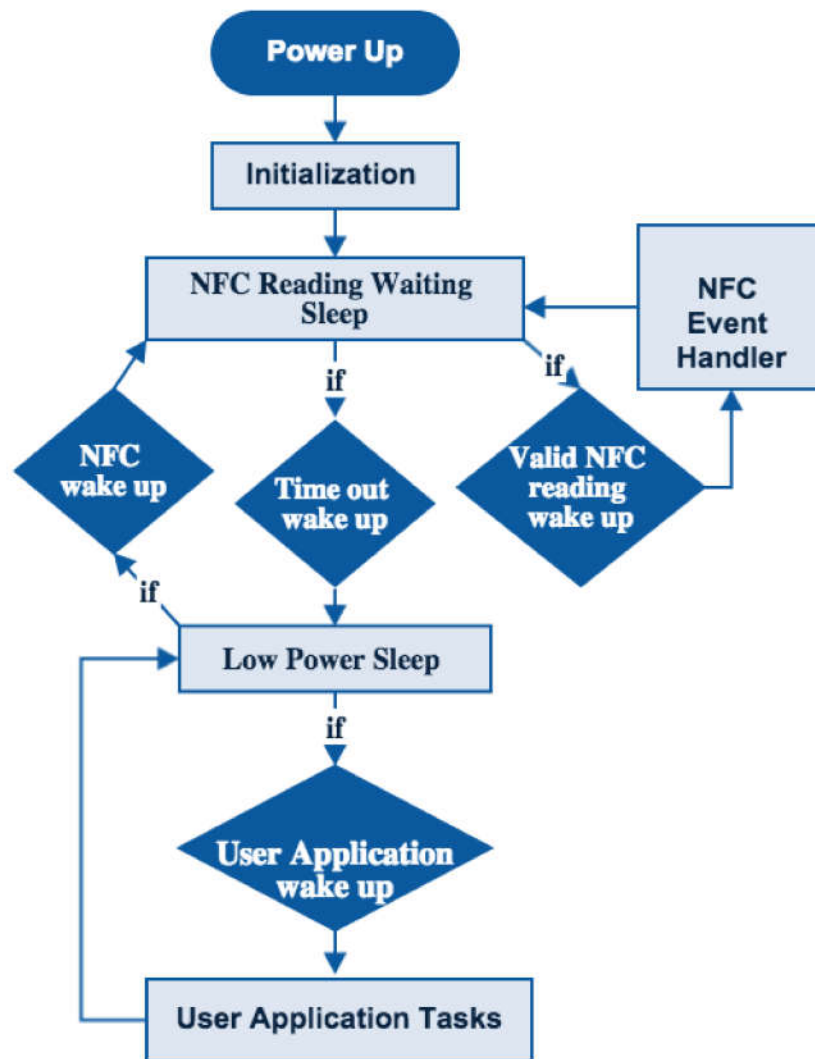 Power Up
Initialization
NFC Reading Waiting
Sleep
NFC
Event
Handler
if
if
NFC
wake up
Time out
wake up
Valid NFC
reading
wake up
if
Low Power Sleep
if
User Application
wake up
User Application Tasks